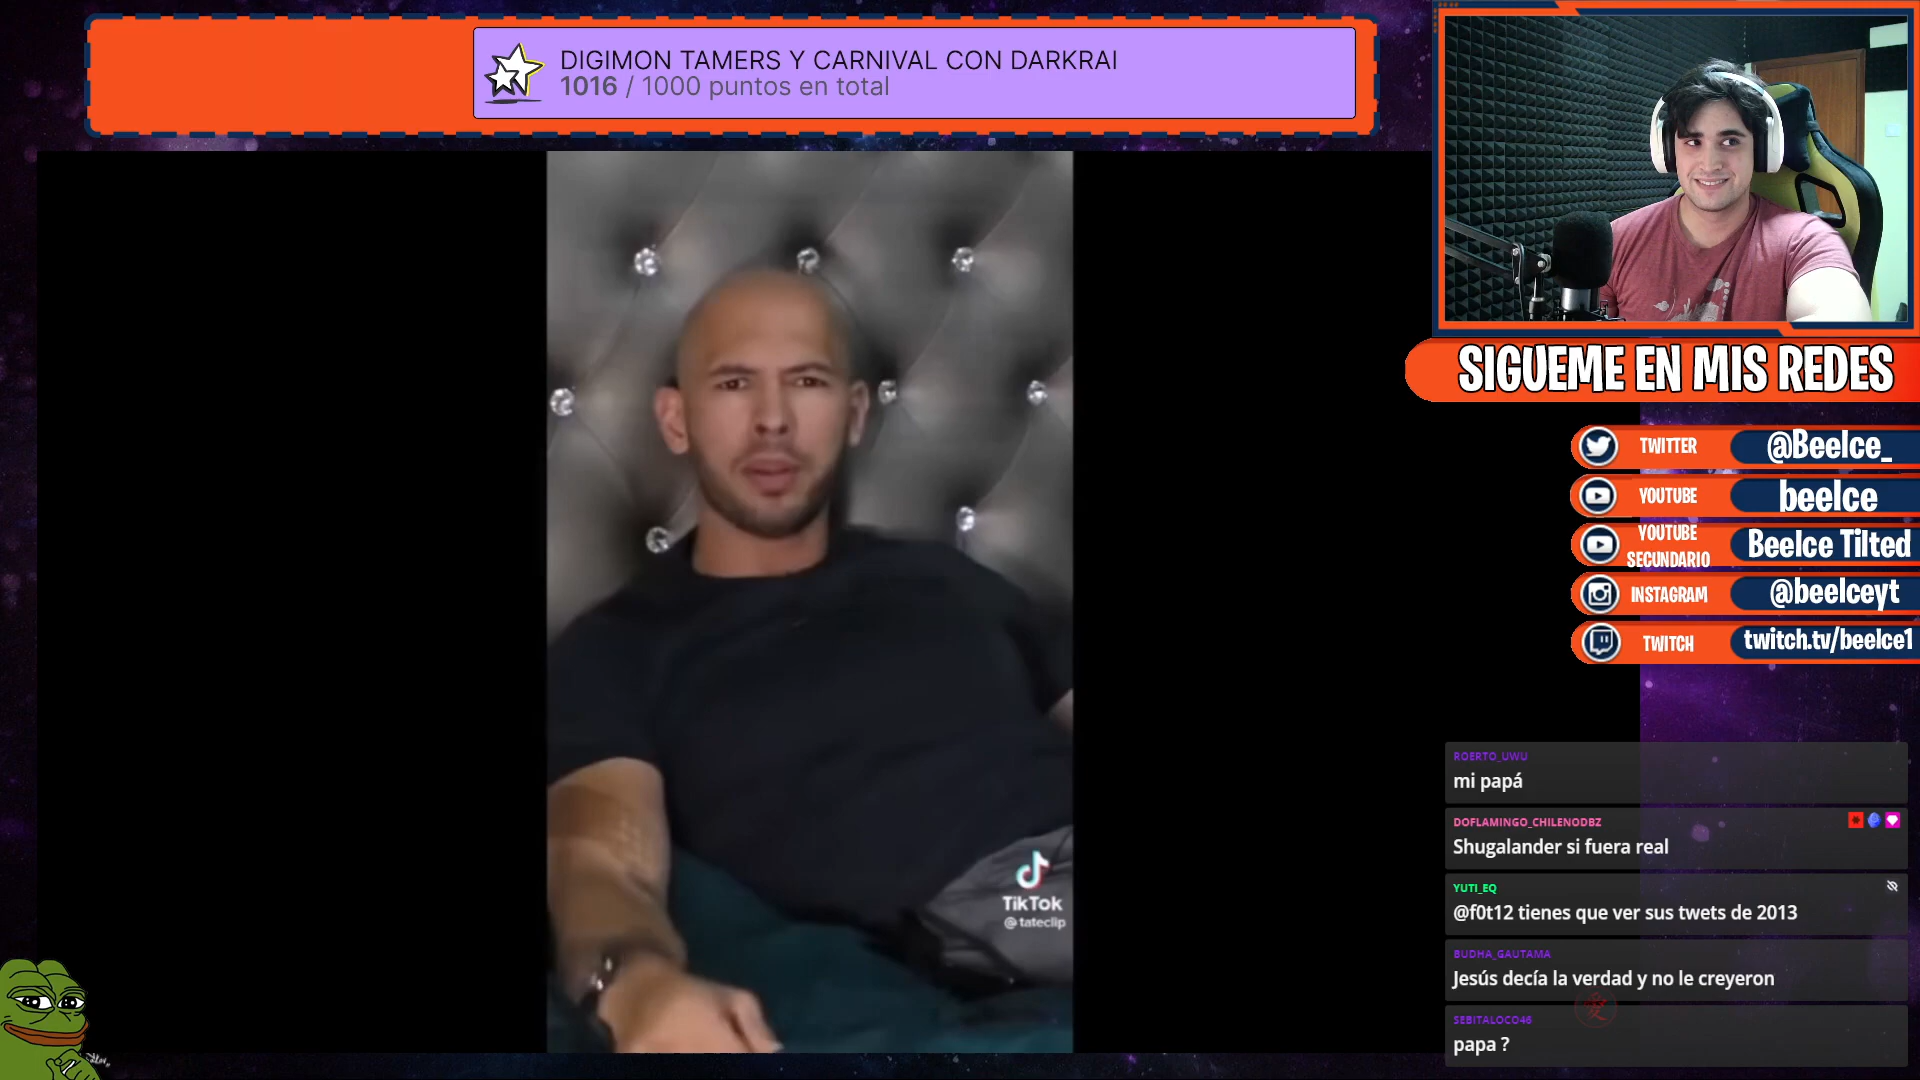 DIGIMON TAMERS Y CARNIVAL CON DARKRAI
1016 / 1000 puntos en total
SIGUEME EN MIS REDES
TWITTER @Beelce_
YOUTUBE beelce
YOUTUBE SECUNDARIO Beelce Tilted
INSTAGRAM @beelceyt
TWITCH twitch.tv/beelce1
TikTok
@tateclip
ROERTO_UWU
mi papá
DOFLAMINGO_CHILENODBZ
Shugalander si fuera real
YUTI_EQ
@f0t12 tienes que ver sus twets de 2013
BUDHA_GAUTAMA
Jesús decía la verdad y no le creyeron
愛
SEBITALOCO46
papa ?